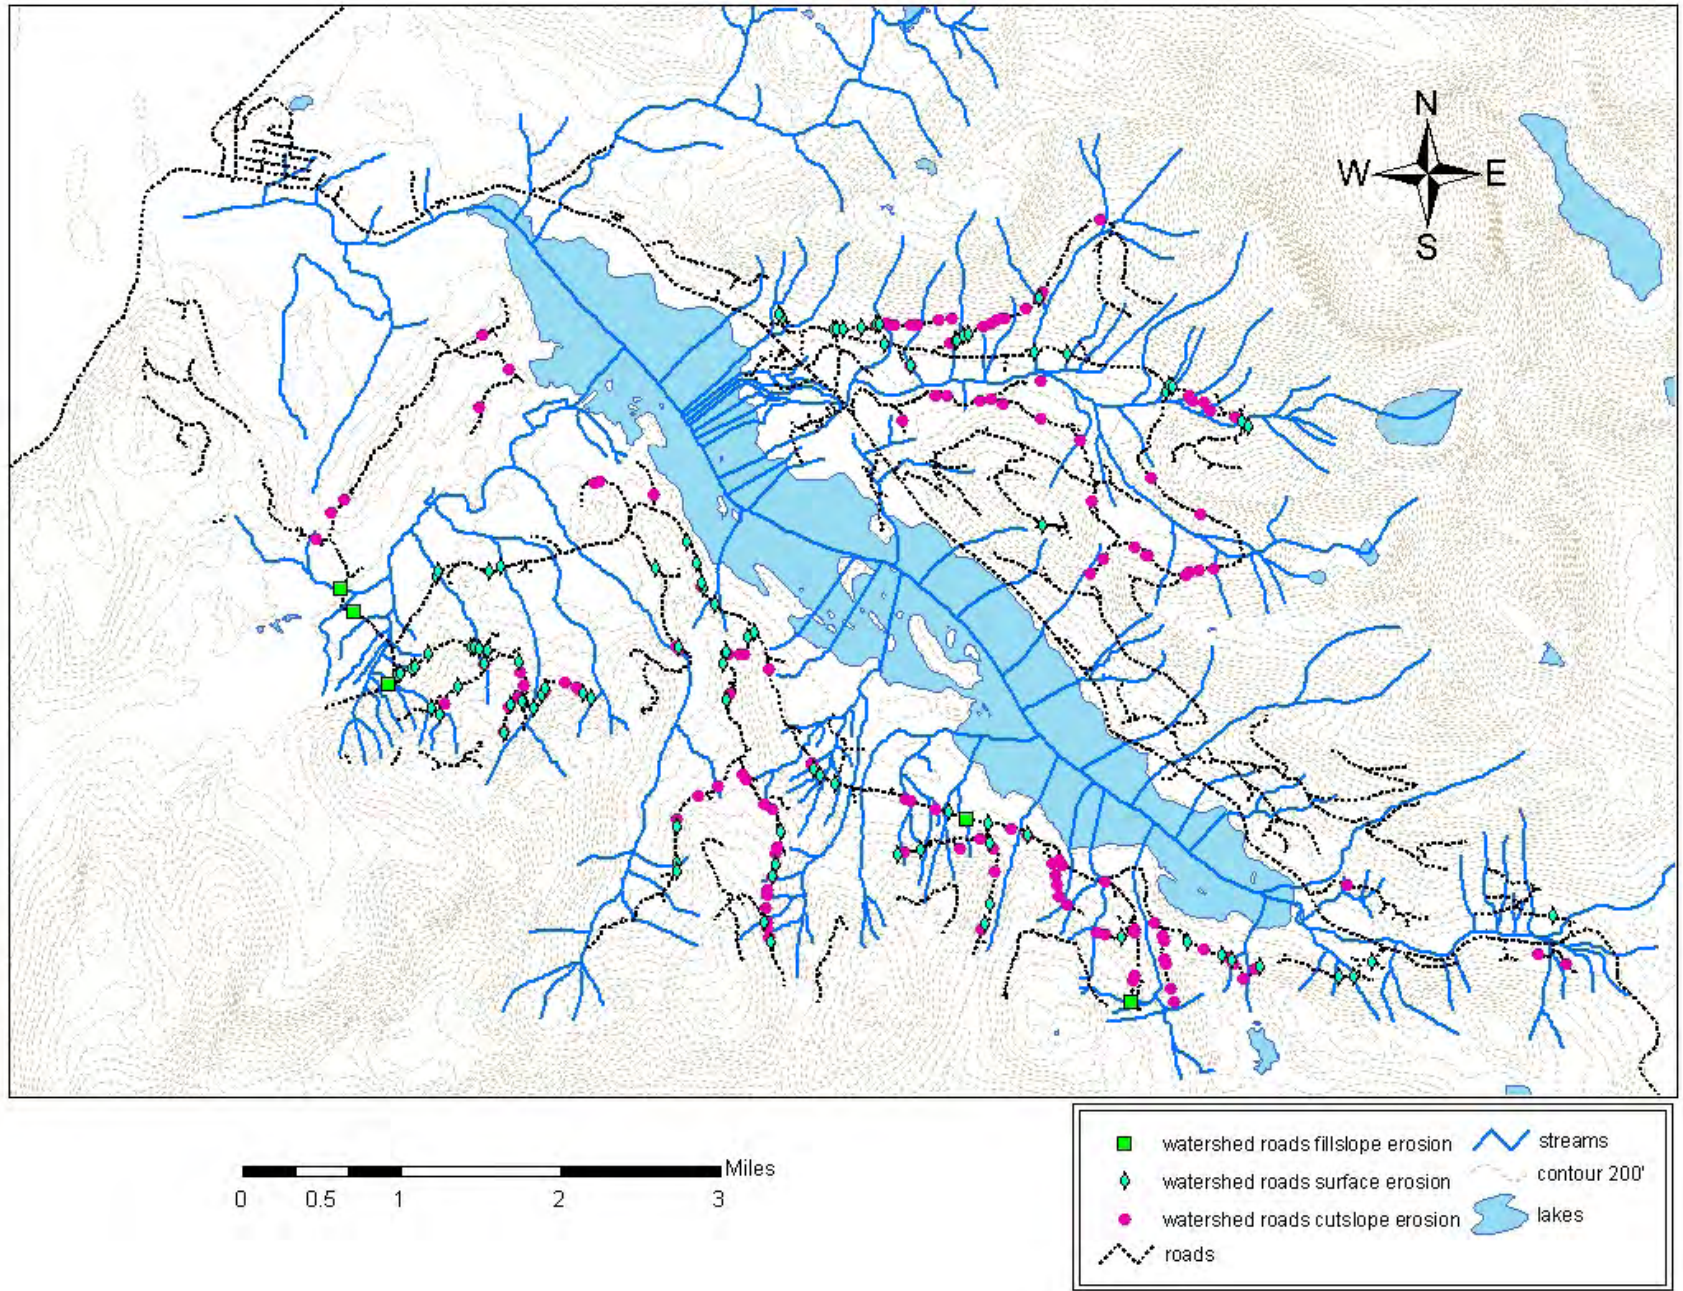 N
W E
S
Miles
0 0.5 1 2 3
watershed roads fillslope erosion streams
contour 200'
watershed roads surface erosion
lakes
watershed roads cutslope erosion
roads